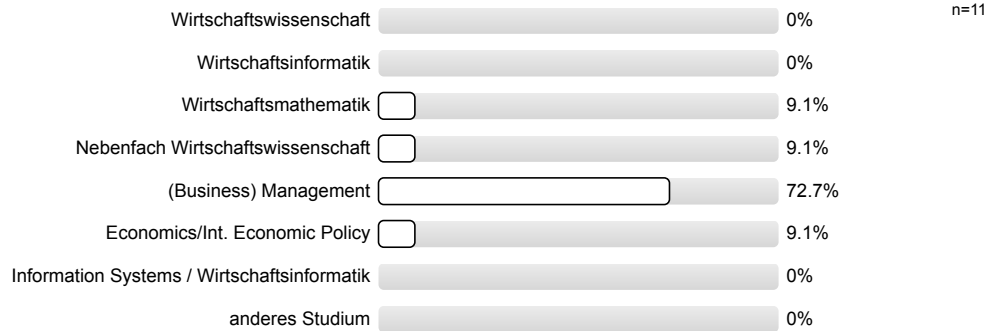 Wirtschaftswissenschaft 0% n=11
Wirtschaftsinformatik 0%
Wirtschaftsmathematik 9.1%
Nebenfach Wirtschaftswissenschaft 9.1%
(Business) Management 72.7%
Economics/Int. Economic Policy 9.1%
Information Systems / Wirtschaftsinformatik 0%
anderes Studium 0%